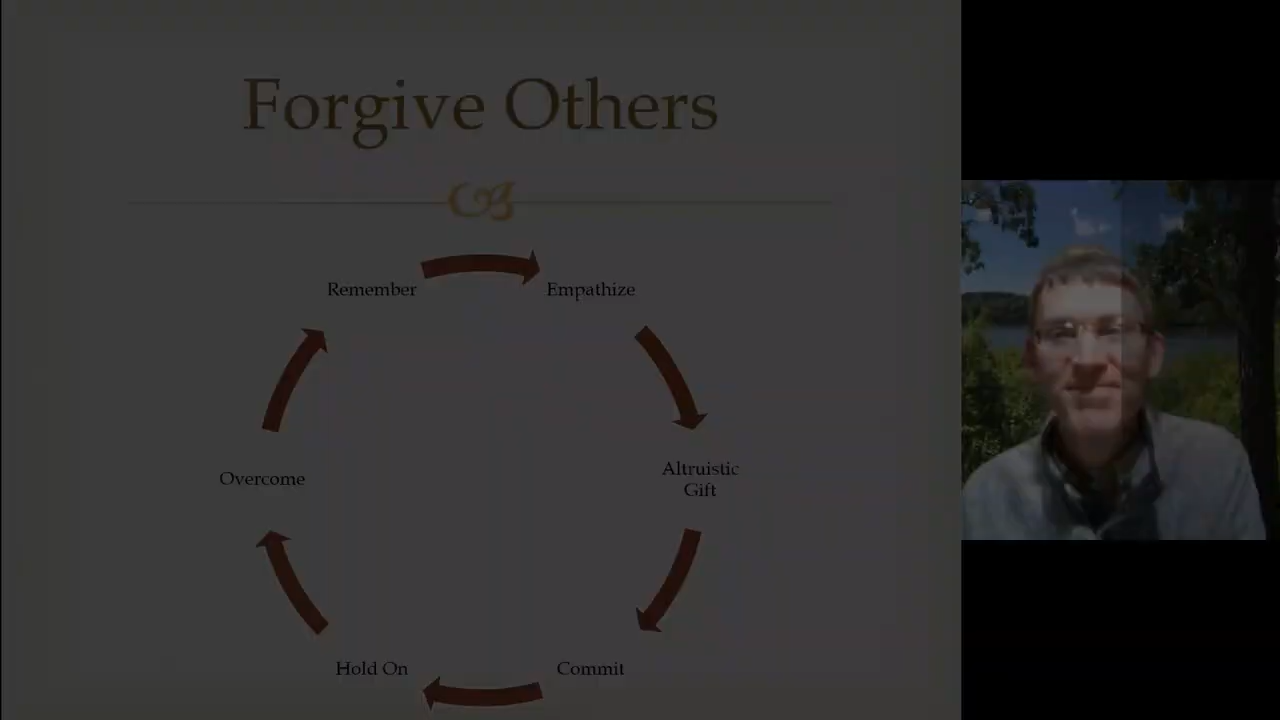 Forgive Others
Remember
Empathize
Altruistic
Gift
Commit
Hold On
Overcome